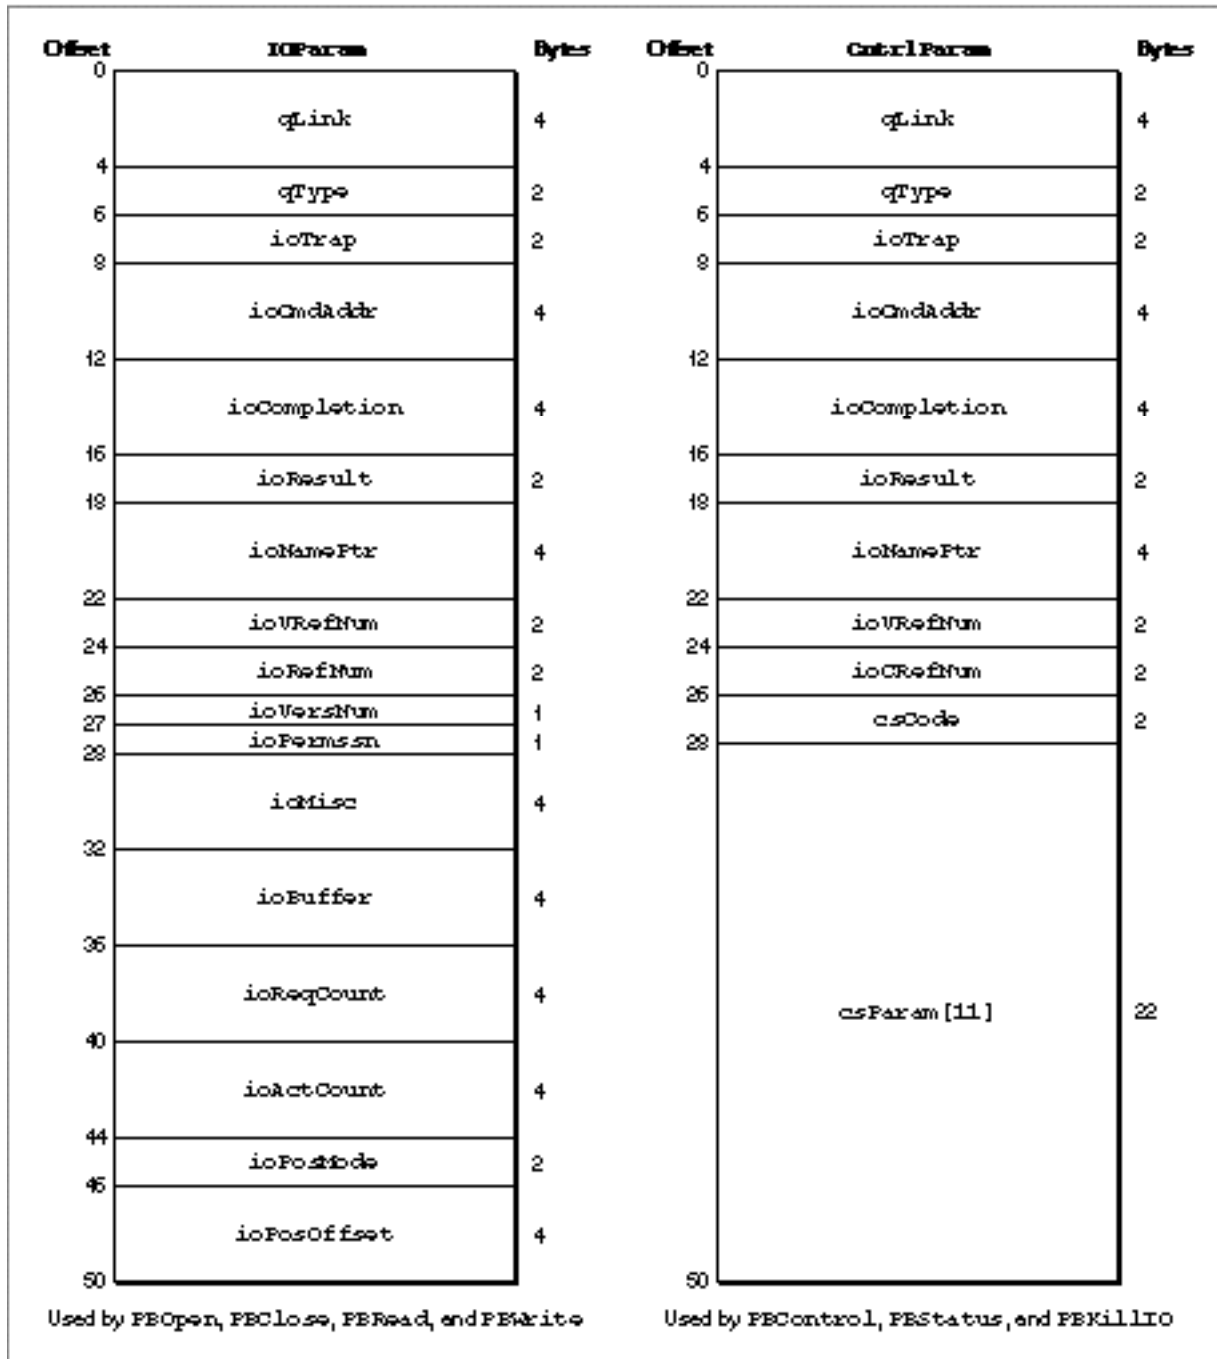 Offset IOParam Bytes
0
qLink 4
4
qType 2
6
ioTrap 2
8
ioCmdAddr 4
12
ioCompletion 4
16
ioResult 2
18
ioNamePtr 4
22
ioVRefNum 2
24
ioRefNum 2
26
ioVersNum 1
27
ioPermssn 1
28
ioMisc 4
32
ioBuffer 4
36
ioReqCount 4
40
ioActCount 4
44
ioPosMode 2
46
ioPosOffset 4
50
Used by PBOpen, PBClose, PBRead, and PBWrite
Offset CntrlParam Bytes
0
qLink 4
4
qType 2
6
ioTrap 2
8
ioCmdAddr 4
12
ioCompletion 4
16
ioResult 2
18
ioNamePtr 4
22
ioVRefNum 2
24
ioCRefNum 2
26
csCode 2
28
csParam[11] 22
50
Used by PBControl, PBStatus, and PBKillIO